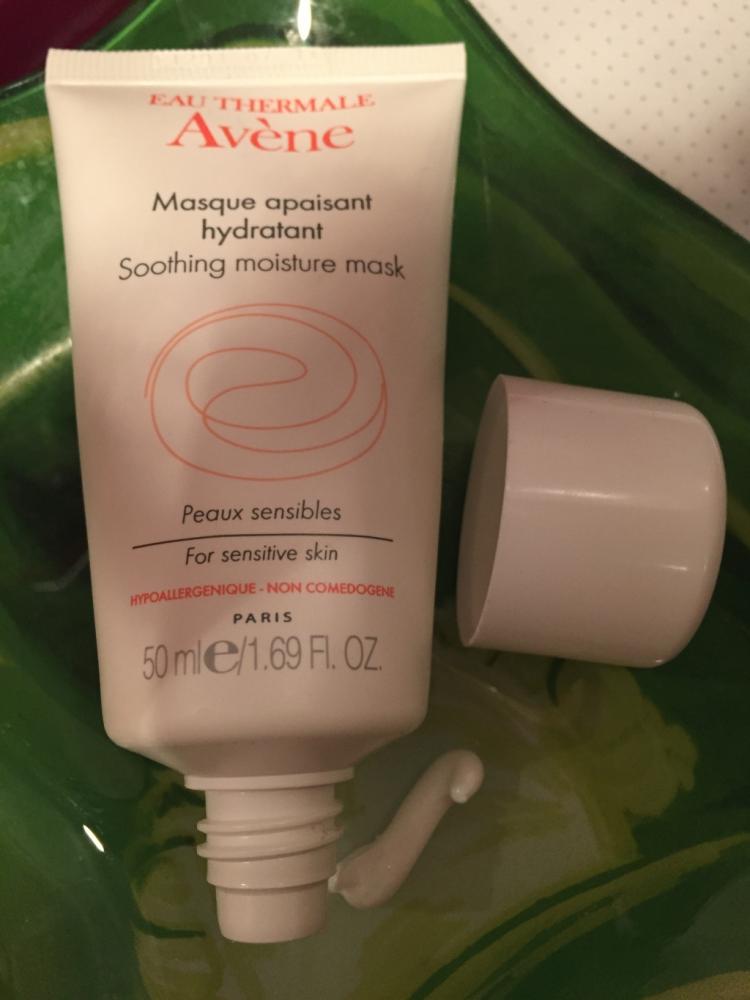 EAU THERMALE
Avène
Masque apaisant
hydratant
Soothing moisture mask
Peaux sensibles
For sensitive skin
HYPOALLERGENIQUE - NON COMEDOGENE
PARIS
50 ml e/1.69 Fl. OZ.